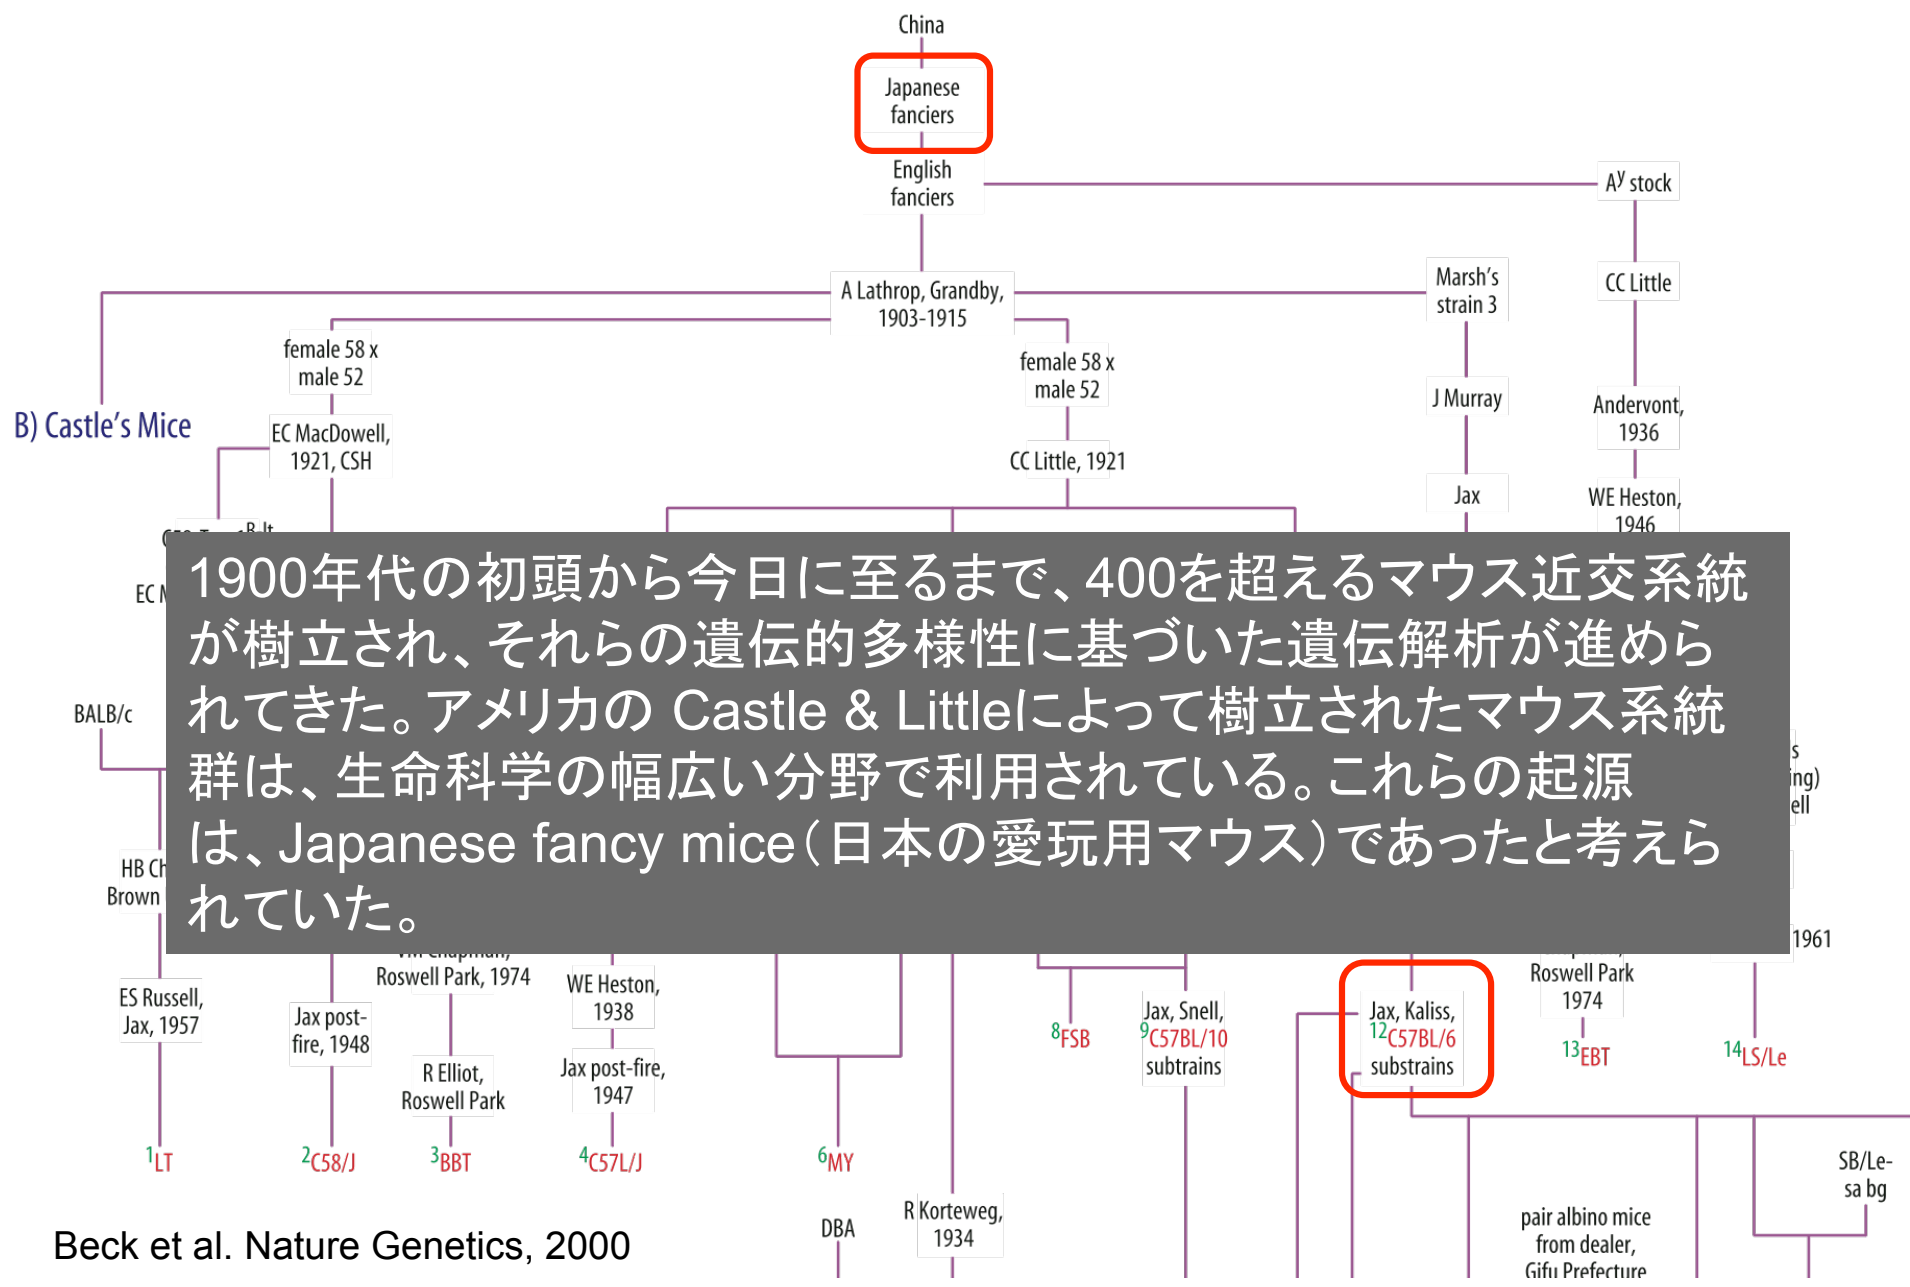 China
Japanese
fanciers
English
fanciers
Aʸ stock
A Lathrop, Grandby,
1903-1915
Marsh's
strain 3
CC Little
female 58 x
male 52
female 58 x
male 52
J Murray
Andervont,
1936
B) Castle's Mice
EC MacDowell,
1921, CSH
CC Little, 1921
Jax
WE Heston,
1946
1900年代の初頭から今日に至るまで、400を超えるマウス近交系統
が樹立され、それらの遺伝的多様性に基づいた遺伝解析が進めら
れてきた。アメリカの Castle & Littleによって樹立されたマウス系統
群は、生命科学の幅広い分野で利用されている。これらの起源
は、Japanese fancy mice（日本の愛玩用マウス）であったと考えら
れていた。
BALB/c
HB
Brown
1961
Roswell Park, 1974
WE Heston,
1938
Roswell Park
1974
ES Russell,
Jax, 1957
Jax post-
fire, 1948
8FSB
Jax, Snell,
9C57BL/10
subtrains
Jax, Kaliss,
12C57BL/6
substrains
13EBT
14LS/Le
R Elliot,
Roswell Park
Jax post-fire,
1947
1LT
2C58/J
3BBT
4C57L/J
6MY
SB/Le-
sa bg
DBA
R Korteweg,
1934
pair albino mice
from dealer,
Gifu Prefecture
Beck et al. Nature Genetics, 2000